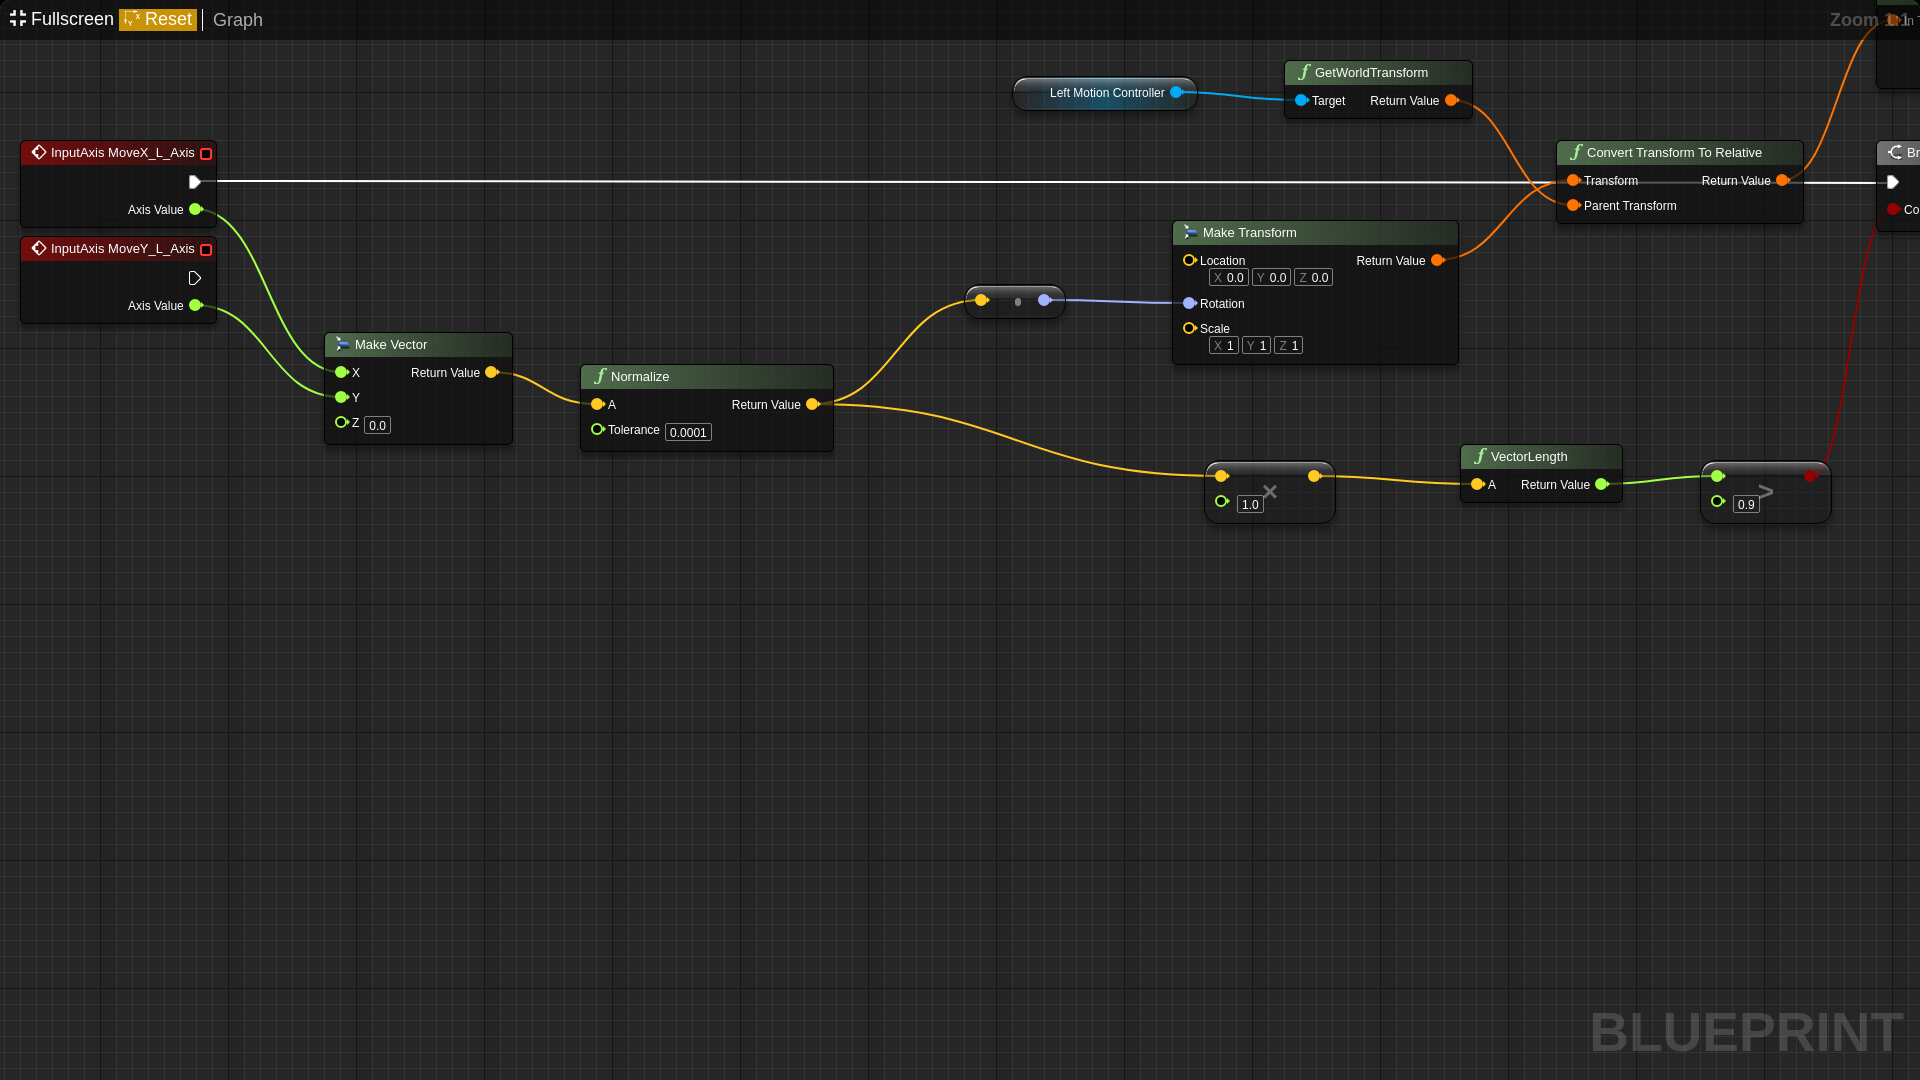 Fullscreen Reset Graph
Zoom 1:1
In T
Left Motion Controller
GetWorldTransform
Target Return Value
InputAxis MoveX_L_Axis
Axis Value
InputAxis MoveY_L_Axis
Axis Value
Convert Transform To Relative
Transform Return Value
Parent Transform
Br
Co
Make Transform
Location Return Value
X 0.0 Y 0.0 Z 0.0
Rotation
Scale
X 1 Y 1 Z 1
Make Vector
X Return Value
Y
Z 0.0
Normalize
A Return Value
Tolerance 0.0001
1.0 ×
VectorLength
A Return Value
0.9 >
BLUEPRINT